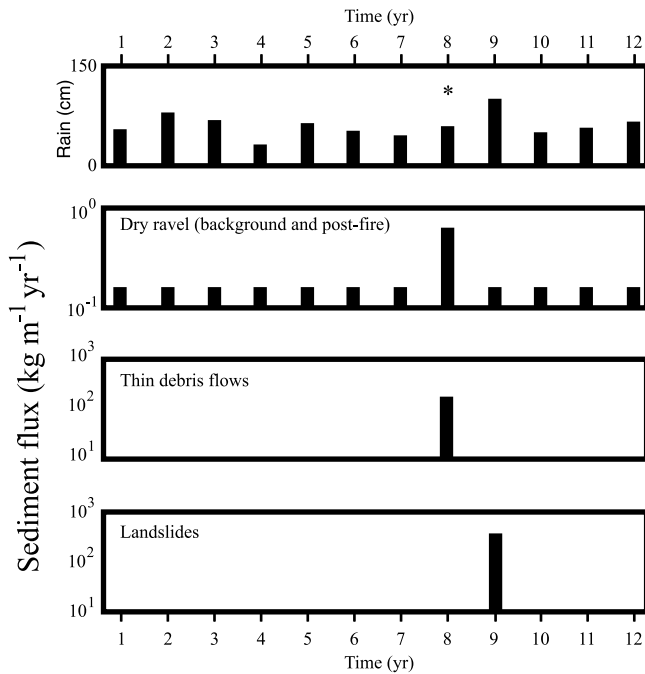 Time (yr)
1 2 3 4 5 6 7 8 9 10 11 12
150
Rain (cm)
*
0
10^0
Dry ravel (background and post-fire)
10^-1
Sediment flux (kg m^-1 yr^-1)
10^3
Thin debris flows
10^2
10^1
10^3
Landslides
10^2
10^1
1 2 3 4 5 6 7 8 9 10 11 12
Time (yr)